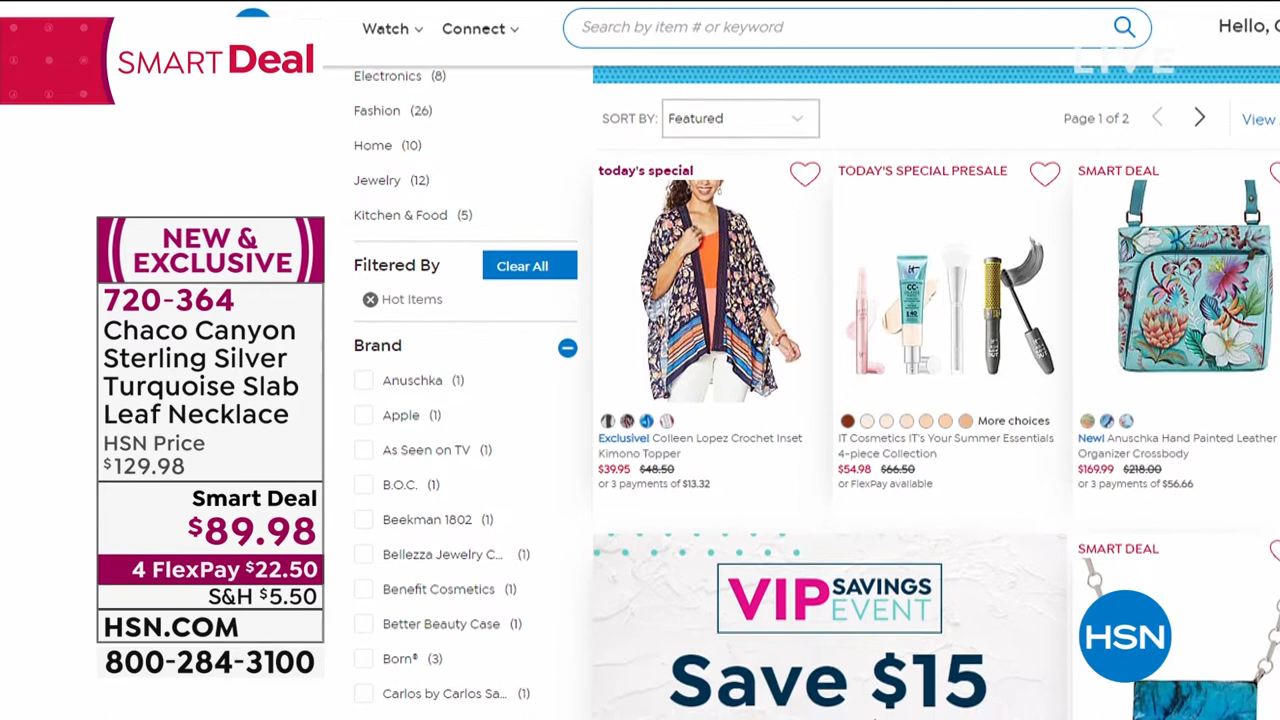 SMART Deal
Watch
Connect
Search by item # or keyword
Hello,
LIVE
Electronics (8)
Fashion (26)
Home (10)
Jewelry (12)
Kitchen & Food (5)
Filtered By
Clear All
Hot Items
Brand
Anuschka (1)
Apple (1)
As Seen on TV (1)
B.O.C. (1)
Beekman 1802 (1)
Bellezza Jewelry C... (1)
Benefit Cosmetics (1)
Better Beauty Case (1)
Born® (3)
Carlos by Carlos Sa... (1)
SORT BY: Featured
Page 1 of 2
View
today's special
Exclusive! Colleen Lopez Crochet Inset
Kimono Topper
$39.95 $48.50
or 3 payments of $13.32
TODAY'S SPECIAL PRESALE
More choices
IT Cosmetics IT's Your Summer Essentials
4-piece Collection
$54.98 $66.50
or FlexPay available
SMART DEAL
New! Anuschka Hand Painted Leather
Organizer Crossbody
$169.99 $218.00
or 3 payments of $56.66
VIP SAVINGS
EVENT
Save $15
SMART DEAL
HSN
NEW &
EXCLUSIVE
720-364
Chaco Canyon
Sterling Silver
Turquoise Slab
Leaf Necklace
HSN Price
$129.98
Smart Deal
$89.98
4 FlexPay $22.50
S&H $5.50
HSN.COM
800-284-3100